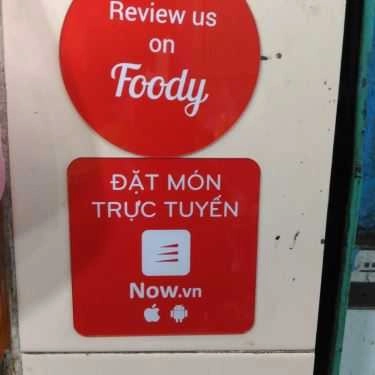 Review us
on
Foody
ĐẶT MÓN
TRỰC TUYẾN
Now.vn